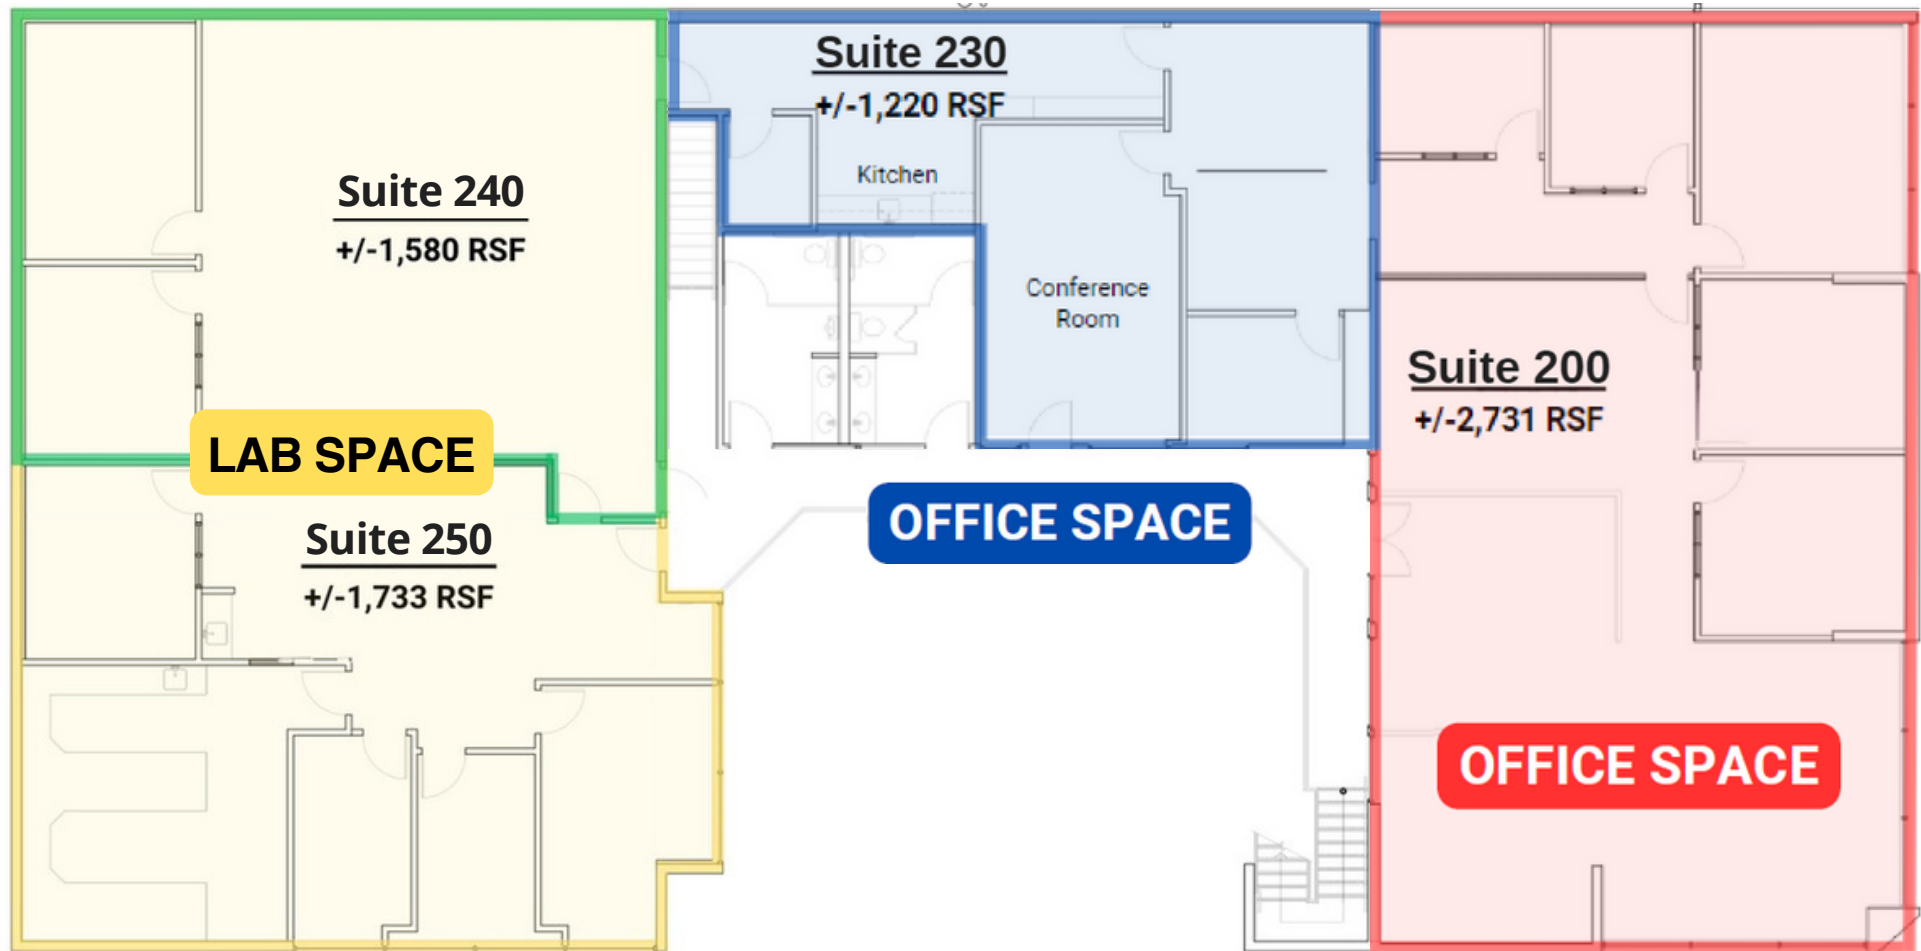 Suite 230
+/-1,220 RSF
Kitchen
Suite 240
+/-1,580 RSF
Conference
Room
Suite 200
+/-2,731 RSF
LAB SPACE
OFFICE SPACE
Suite 250
+/-1,733 RSF
OFFICE SPACE